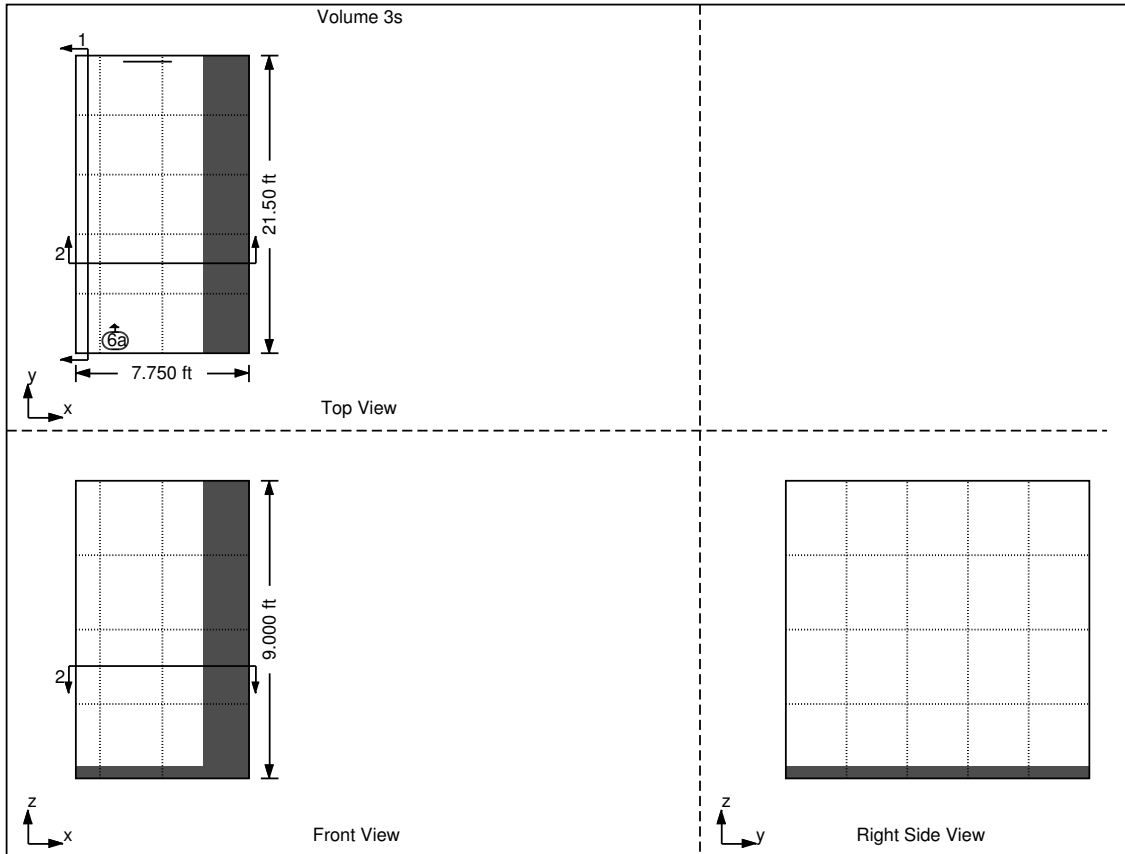 Volume 3s
1
21.50 ft
2
6a
7.750 ft
y
x
Top View
9.000 ft
2
z
x
Front View
z
y
Right Side View